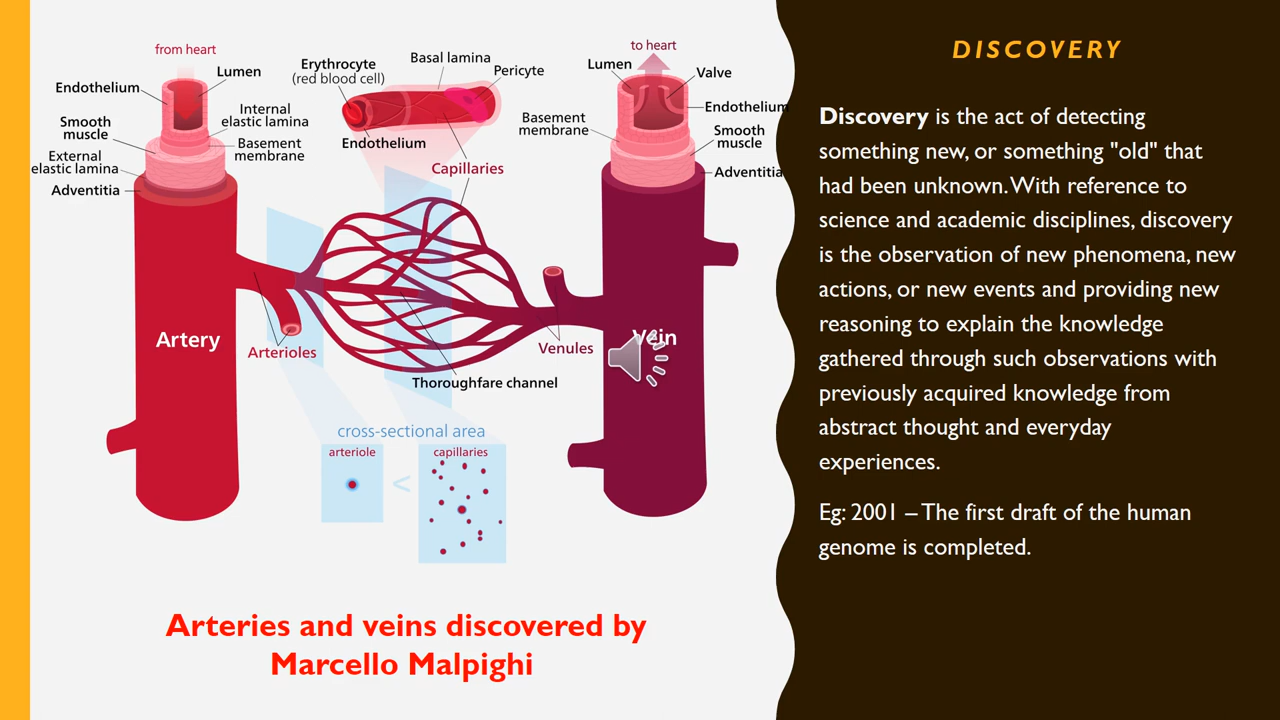 from heart
Lumen
Endothelium
Internal
elastic lamina
Smooth
muscle
Basement
membrane
External
elastic lamina
Adventitia
Erythrocyte
(red blood cell)
Basal lamina
Pericyte
Endothelium
Capillaries
to heart
Lumen
Valve
Endothelium
Basement
membrane
Smooth
muscle
Adventitia
Artery
Arterioles
Venules
Vein
Thoroughfare channel
cross-sectional area
arteriole
<
capillaries
Arteries and veins discovered by
Marcello Malpighi
DISCOVERY
Discovery is the act of detecting
something new, or something "old" that
had been unknown. With reference to
science and academic disciplines, discovery
is the observation of new phenomena, new
actions, or new events and providing new
reasoning to explain the knowledge
gathered through such observations with
previously acquired knowledge from
abstract thought and everyday
experiences.
Eg: 2001 – The first draft of the human
genome is completed.